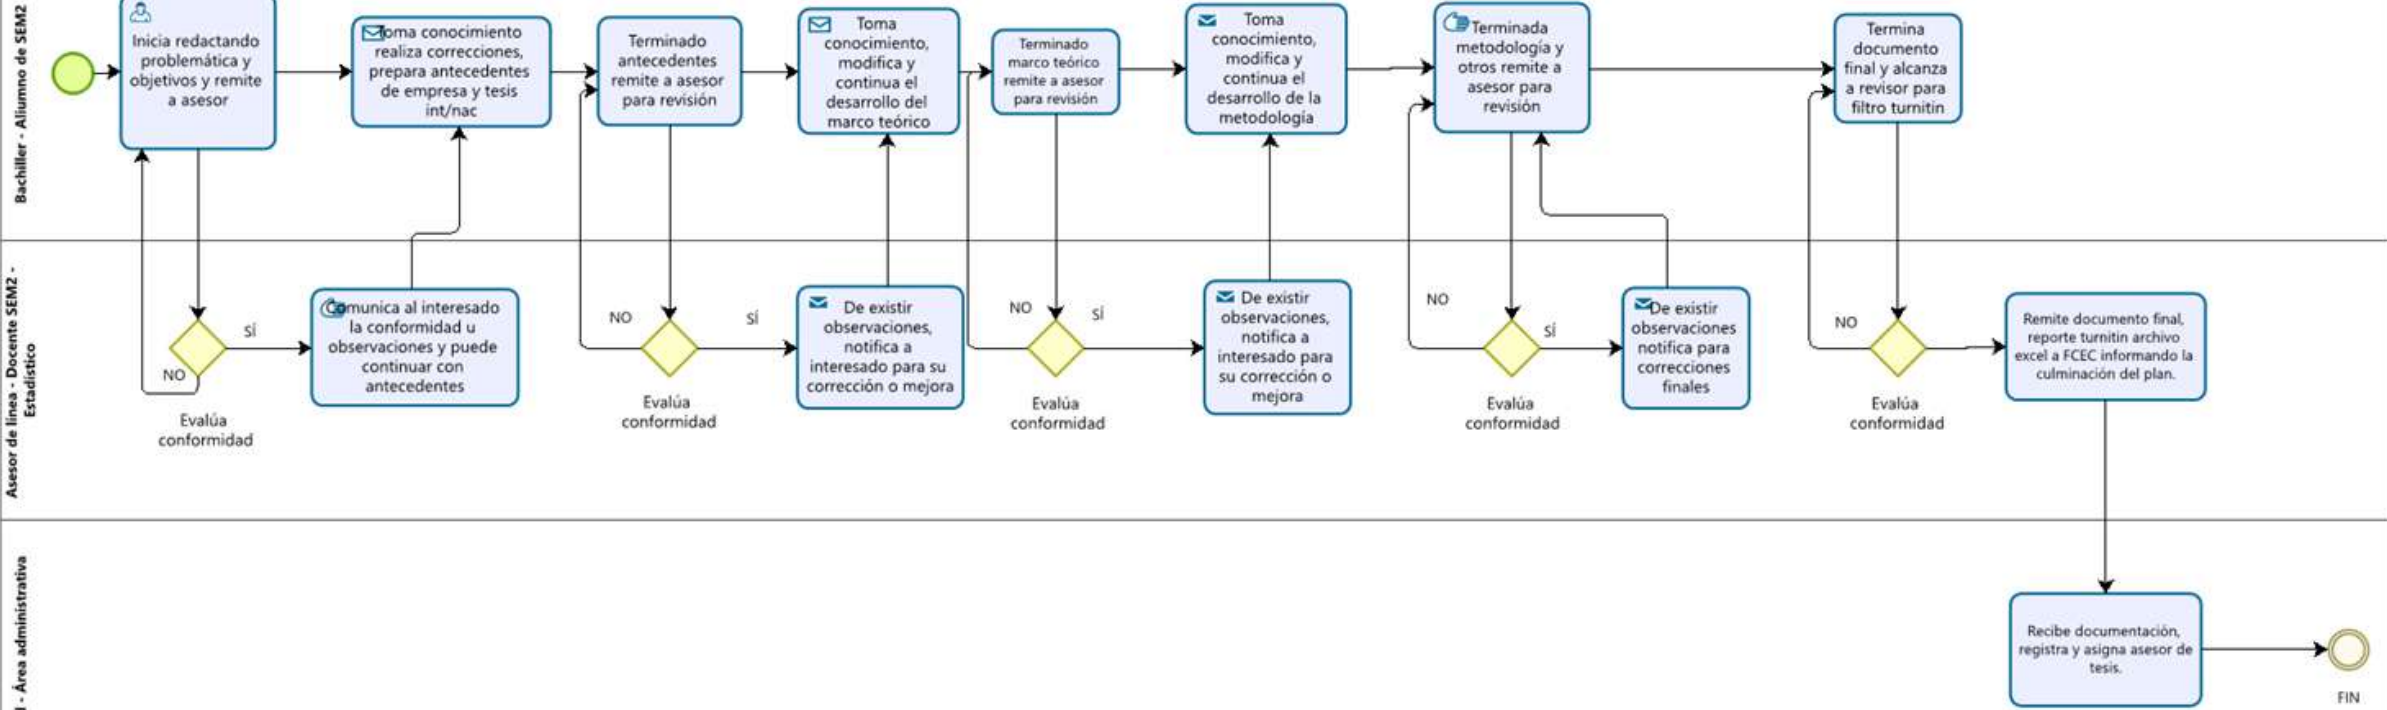 Bachiller - Aliumno de SEM2
Inicia redactando
problemática y
objetivos y remite
a asesor
Toma conocimiento
realiza correcciones,
prepara antecedentes
de empresa y tesis
int/nac
Terminado
antecedentes
remite a asesor
para revisión
Toma
conocimiento,
modifica y
continua el
desarrollo del
marco teórico
Terminado
marco teórico
remite a asesor
para revisión
Toma
conocimiento,
modifica y
continua el
desarrollo de la
metodología
Terminada
metodología y
otros remite a
asesor para
revisión
Termina
documento
final y alcanza
a revisor para
filtro turnitin
Asesor de línea - Docente SEM2 -
Estadístico
SÍ
NO
Evalúa
conformidad
Comunica al interesado
la conformidad u
observaciones y puede
continuar con
antecedentes
NO
SÍ
Evalúa
conformidad
De existir
observaciones,
notifica a
interesado para su
corrección o mejora
NO
SÍ
Evalúa
conformidad
De existir
observaciones,
notifica a
interesado para
su corrección o
mejora
NO
SÍ
Evalúa
conformidad
De existir
observaciones
notifica para
correcciones
finales
NO
Evalúa
conformidad
Remite documento final,
reporte turnitin archivo
excel a FCEC informando la
culminación del plan.
- Área administrativa
Recibe documentación,
registra y asigna asesor de
tesis.
FIN